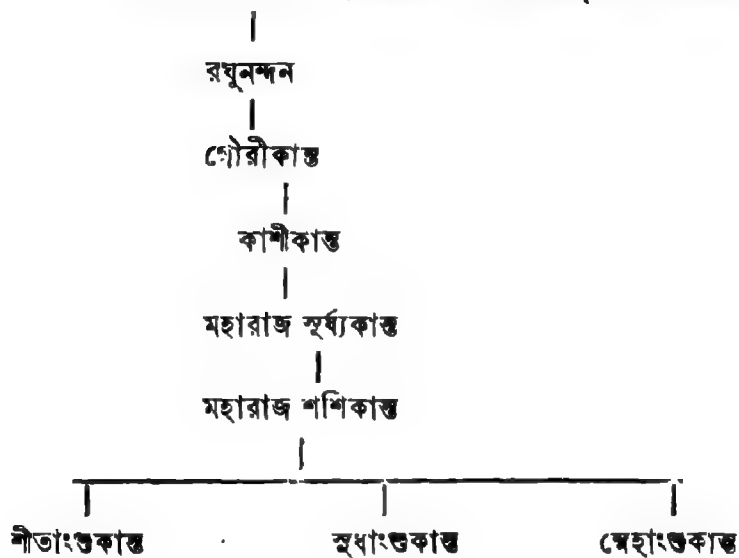 রঘুনন্দন
গৌরীকান্ত
কাশীকান্ত
মহারাজ সূর্য্যকান্ত
মহারাজ শশিকান্ত
শীতাংশুকান্ত সুধাংশুকান্ত স্নেহাংশুকান্ত